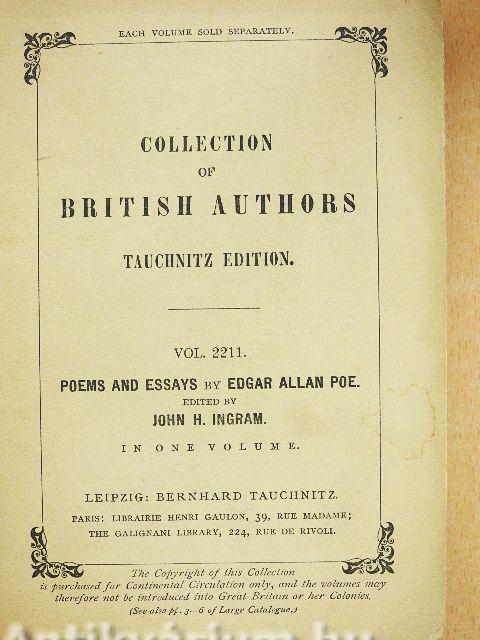 EACH VOLUME SOLD SEPARATELY.
COLLECTION
OF
BRITISH AUTHORS
TAUCHNITZ EDITION.
VOL. 2211.
POEMS AND ESSAYS BY EDGAR ALLAN POE.
EDITED BY
JOHN H. INGRAM.
IN ONE VOLUME.
LEIPZIG: BERNHARD TAUCHNITZ.
PARIS: LIBRAIRIE HENRI GAULON, 39, RUE MADAME;
THE GALIGNANI LIBRARY, 224, RUE DE RIVOLI.
The Copyright of this Collection
is purchased for Continental Circulation only, and the volumes may
therefore not be introduced into Great Britain or her Colonies.
(See also pp. 3—6 of Large Catalogue.)